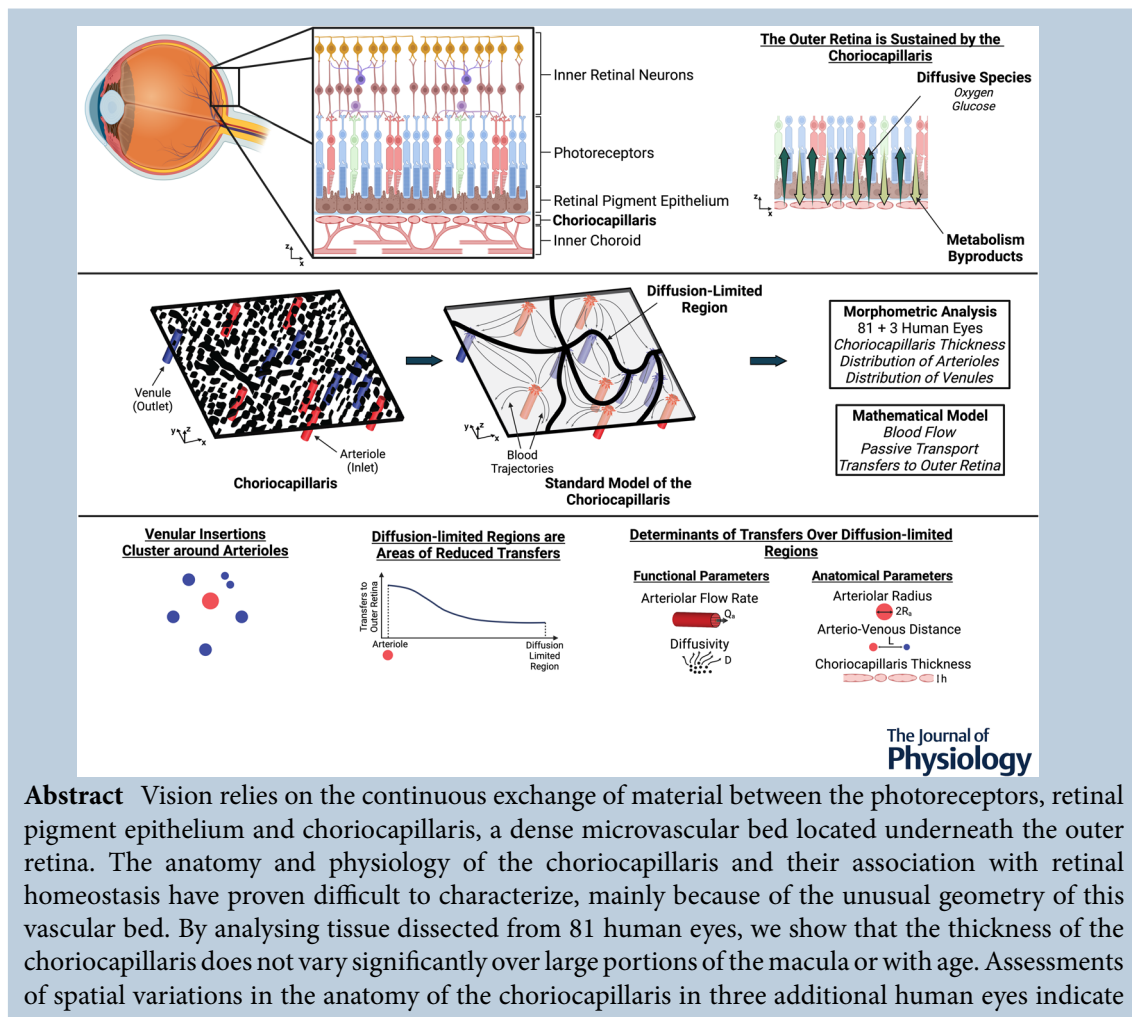 Inner Retinal Neurons
Photoreceptors
Retinal Pigment Epithelium
Choriocapillaris
Inner Choroid
z
x
The Outer Retina is Sustained by the
Choriocapillaris
Diffusive Species
Oxygen
Glucose
z
x
Metabolism
Byproducts
Venule
(Outlet)
y z
x
Arteriole
(Inlet)
Choriocapillaris
Diffusion-Limited
Region
y z
x
Blood
Trajectories
Standard Model of the
Choriocapillaris
Morphometric Analysis
81 + 3 Human Eyes
Choriocapillaris Thickness
Distribution of Arterioles
Distribution of Venules
Mathematical Model
Blood Flow
Passive Transport
Transfers to Outer Retina
Venular Insertions
Cluster around Arterioles
Diffusion-limited Regions are
Areas of Reduced Transfers
Transfers to
Outer Retina
Arteriole
Diffusion
Limited
Region
Determinants of Transfers Over Diffusion-limited
Regions
Functional Parameters
Arteriolar Flow Rate
Qa
Diffusivity
D
Anatomical Parameters
Arteriolar Radius
2Ra
Arterio-Venous Distance
L
Choriocapillaris Thickness
h
The Journal of
Physiology
Abstract Vision relies on the continuous exchange of material between the photoreceptors, retinal
pigment epithelium and choriocapillaris, a dense microvascular bed located underneath the outer
retina. The anatomy and physiology of the choriocapillaris and their association with retinal
homeostasis have proven difficult to characterize, mainly because of the unusual geometry of this
vascular bed. By analysing tissue dissected from 81 human eyes, we show that the thickness of the
choriocapillaris does not vary significantly over large portions of the macula or with age. Assessments
of spatial variations in the anatomy of the choriocapillaris in three additional human eyes indicate